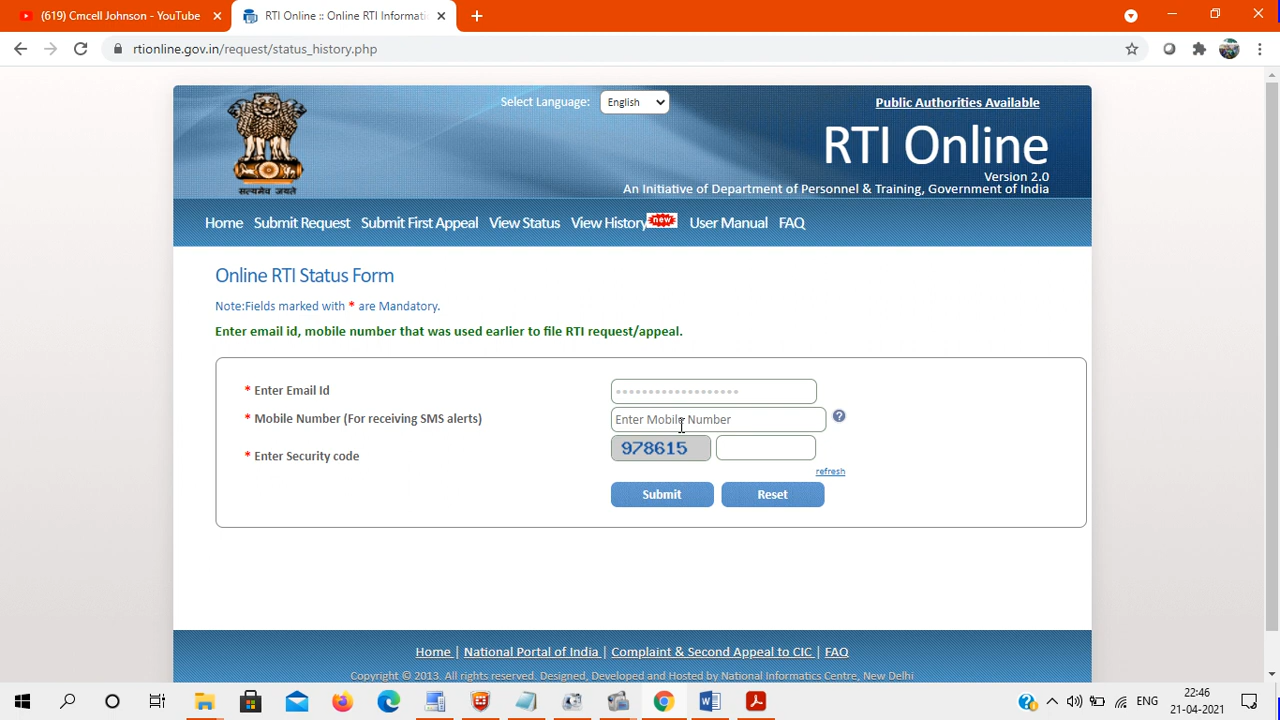 (619) Cmcell Johnson - YouTube
RTI Online :: Online RTI Informati
rtionline.gov.in/request/status_history.php
Select Language:
English
Public Authorities Available
RTI Online
Version 2.0
An Initiative of Department of Personnel & Training, Government of India
सत्यमेव जयते
Home Submit Request Submit First Appeal View Status View History new User Manual FAQ
Online RTI Status Form
Note:Fields marked with * are Mandatory.
Enter email id, mobile number that was used earlier to file RTI request/appeal.
* Enter Email Id
* Mobile Number (For receiving SMS alerts)
Enter Mobile Number
?
* Enter Security code
978615
refresh
Submit
Reset
Home | National Portal of India | Complaint & Second Appeal to CIC | FAQ
Copyright © 2013. All rights reserved. Designed, Developed and Hosted by National Informatics Centre, New Delhi
ENG
22:46
21-04-2021